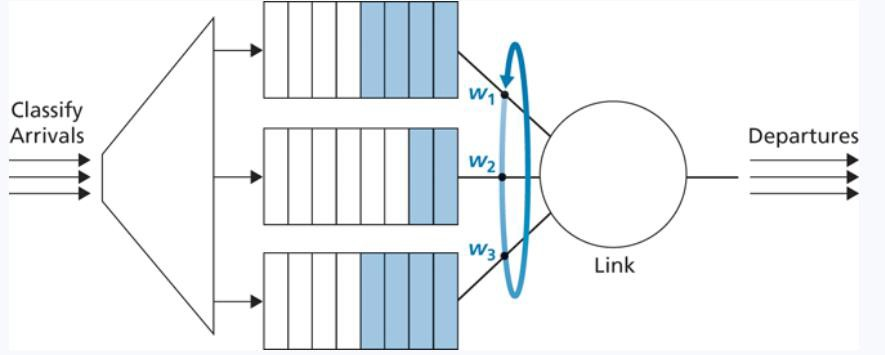 Classify
Arrivals
w1
w2
w3
Link
Departures